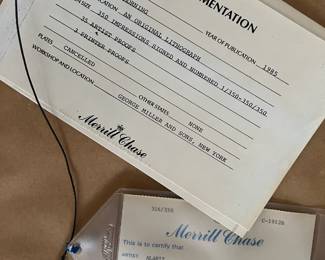 MENTATION
YEAR OF PUBLICATION 1985
AN ORIGINAL LITHOGRAPH
350 IMPRESSIONS SIGNED AND NUMBERED 1/350-350/350
35 ARTIST PROOFS
PRINTER PROOFS
PLATES CANCELLED
OTHER STATES NONE
WORKSHOP AND LOCATION
GEORGE MILLER AND SONS, NEW YORK
Merrill Chase
316/350
Merrill Chase
This is to certify that
ARTIST